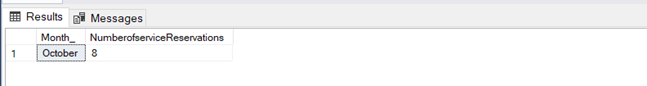 Results Messages
Month_ NumberofserviceReservations
1 October 8